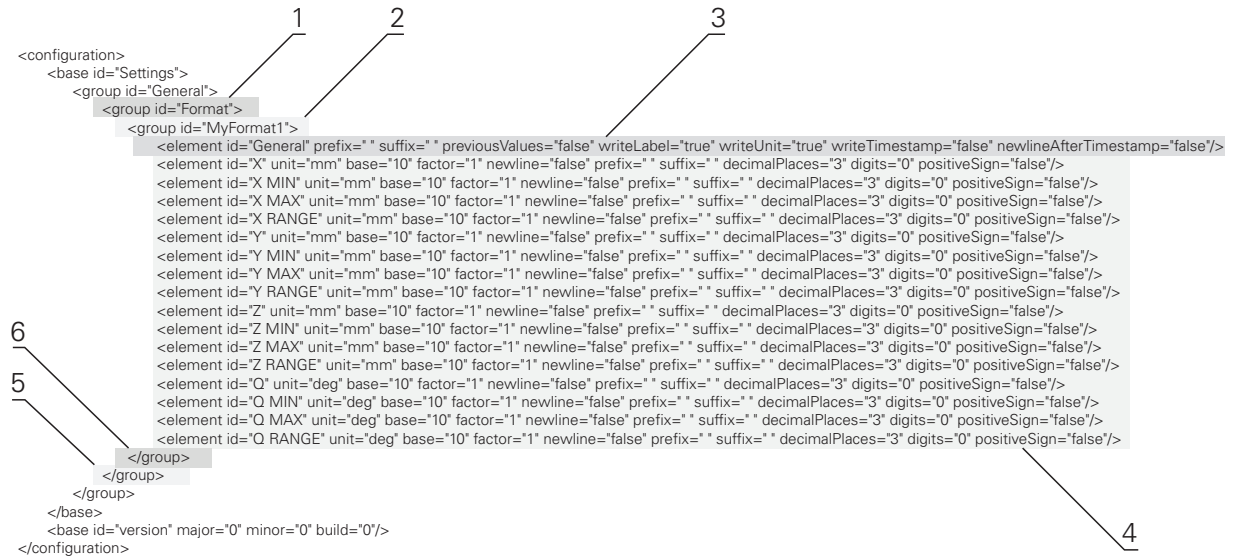 1 2 3
<configuration>
<base id="Settings">
<group id="General">
<group id="Format">
<group id="MyFormat1">
<element id="General" prefix=" " suffix=" " previousValues="false" writeLabel="true" writeUnit="true" writeTimestamp="false" newlineAfterTimestamp="false"/>
<element id="X" unit="mm" base="10" factor="1" newline="false" prefix=" " suffix=" " decimalPlaces="3" digits="0" positiveSign="false"/>
<element id="X MIN" unit="mm" base="10" factor="1" newline="false" prefix=" " suffix=" " decimalPlaces="3" digits="0" positiveSign="false"/>
<element id="X MAX" unit="mm" base="10" factor="1" newline="false" prefix=" " suffix=" " decimalPlaces="3" digits="0" positiveSign="false"/>
<element id="X RANGE" unit="mm" base="10" factor="1" newline="false" prefix=" " suffix=" " decimalPlaces="3" digits="0" positiveSign="false"/>
<element id="Y" unit="mm" base="10" factor="1" newline="false" prefix=" " suffix=" " decimalPlaces="3" digits="0" positiveSign="false"/>
<element id="Y MIN" unit="mm" base="10" factor="1" newline="false" prefix=" " suffix=" " decimalPlaces="3" digits="0" positiveSign="false"/>
<element id="Y MAX" unit="mm" base="10" factor="1" newline="false" prefix=" " suffix=" " decimalPlaces="3" digits="0" positiveSign="false"/>
<element id="Y RANGE" unit="mm" base="10" factor="1" newline="false" prefix=" " suffix=" " decimalPlaces="3" digits="0" positiveSign="false"/>
<element id="Z" unit="mm" base="10" factor="1" newline="false" prefix=" " suffix=" " decimalPlaces="3" digits="0" positiveSign="false"/>
<element id="Z MIN" unit="mm" base="10" factor="1" newline="false" prefix=" " suffix=" " decimalPlaces="3" digits="0" positiveSign="false"/>
<element id="Z MAX" unit="mm" base="10" factor="1" newline="false" prefix=" " suffix=" " decimalPlaces="3" digits="0" positiveSign="false"/>
<element id="Z RANGE" unit="mm" base="10" factor="1" newline="false" prefix=" " suffix=" " decimalPlaces="3" digits="0" positiveSign="false"/>
<element id="Q" unit="deg" base="10" factor="1" newline="false" prefix=" " suffix=" " decimalPlaces="3" digits="0" positiveSign="false"/>
<element id="Q MIN" unit="deg" base="10" factor="1" newline="false" prefix=" " suffix=" " decimalPlaces="3" digits="0" positiveSign="false"/>
<element id="Q MAX" unit="deg" base="10" factor="1" newline="false" prefix=" " suffix=" " decimalPlaces="3" digits="0" positiveSign="false"/>
<element id="Q RANGE" unit="deg" base="10" factor="1" newline="false" prefix=" " suffix=" " decimalPlaces="3" digits="0" positiveSign="false"/>
6
5
</group>
</group>
</group>
</base>
<base id="version" major="0" minor="0" build="0"/>
</configuration>
4